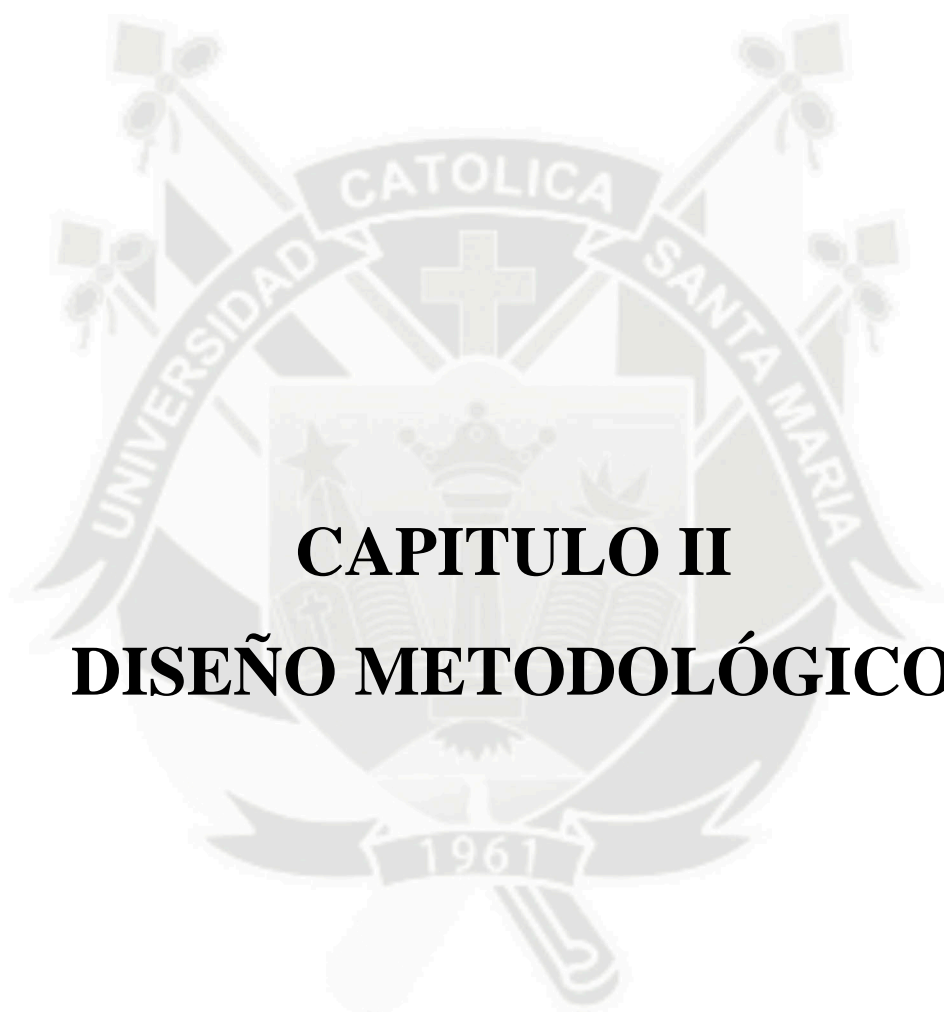 CATOLICA
UNIVERSIDAD
SANTA MARIA
CAPITULO II
DISEÑO METODOLÓGICO
1961